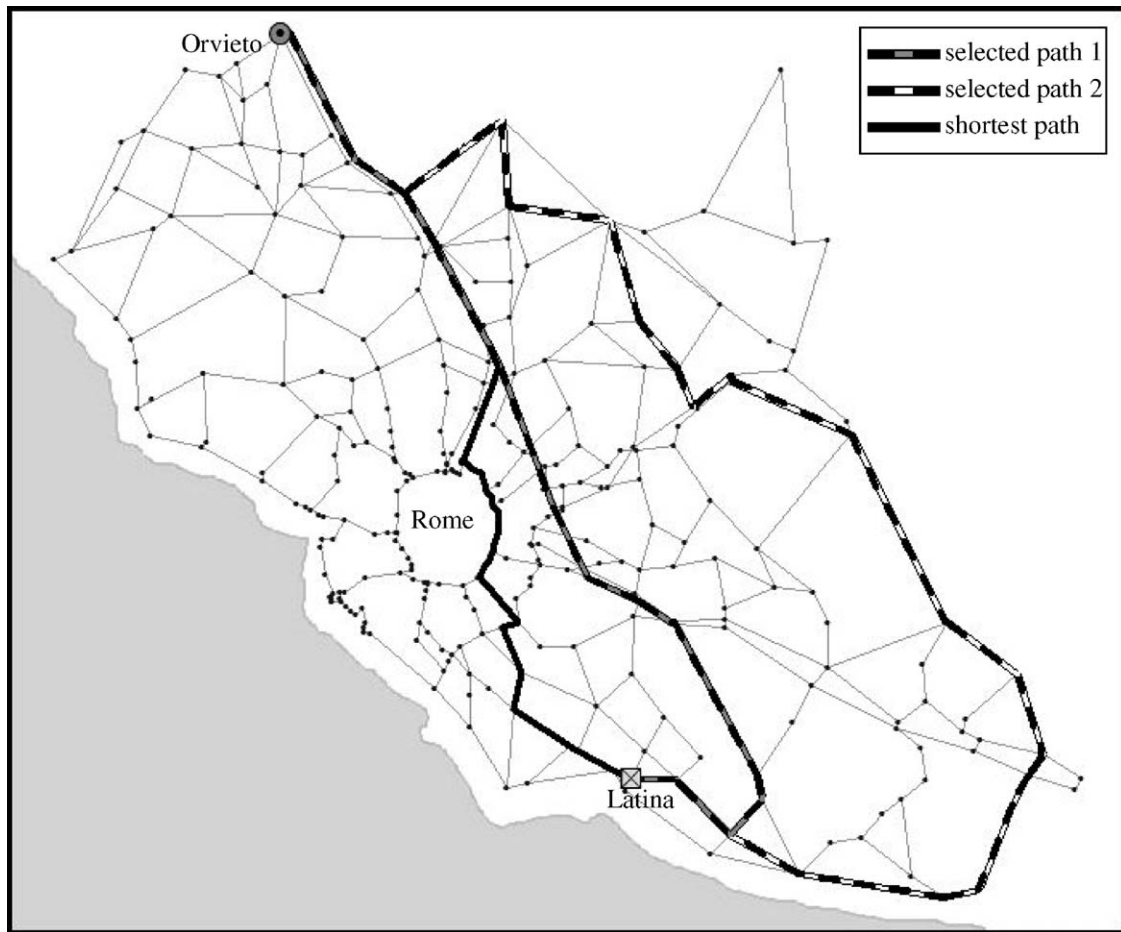 Orvieto
selected path 1
selected path 2
shortest path
Rome
Latina